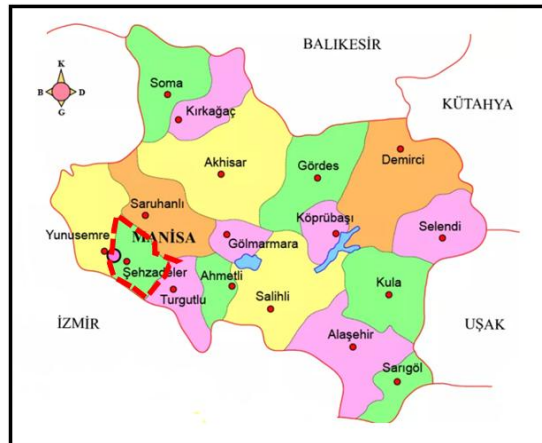 BALIKESİR
KÜTAHYA
K
B D
G
Soma
Kırkağaç
Akhisar
Gördes
Demirci
Saruhanlı
Köprübaşı
Selendi
Yunusemre
MANİSA
Gölmarmara
Şehzadeler
Ahmetli
Turgutlu
Salihli
Kula
İZMİR
UŞAK
Alaşehir
Sarıgöl